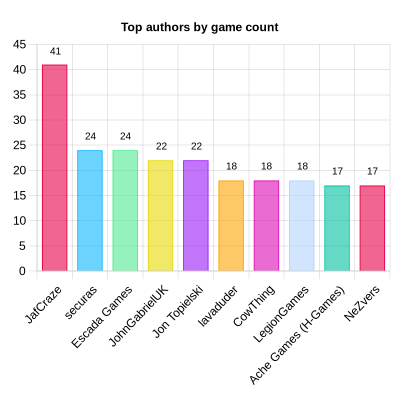 Top authors by game count
45
40
35
30
25
20
15
10
5
0
41
24
24
22
22
18
18
18
17
17
JafCraze
securas
Escada Games
JohnGabrielUK
Jon Topielski
lavaduder
CowThing
LegionGames
Ache Games (H-Games)
NeZvers